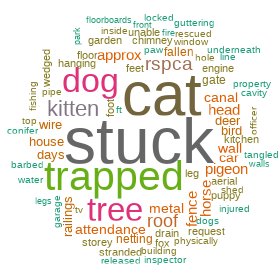 locked
floorboards
front
guttering
park
inside unable fire rescued
garden chimney window
floor approx paw fallen underneath
wedged hanging feet rspca hole line
engine
dog cat gate property
pipe cavity
fishing kitten foot canal
ft head officer
top wire stuck deer
conifer bird kitchen
house wall tangled
barbed days trapped car walls
water leg pigeon
aerial
legs tree horse shed
garage railings tv fence puppy
metal injured
attendance roof dogs
drain request
storey netting fox physically
stranded building
released inspector